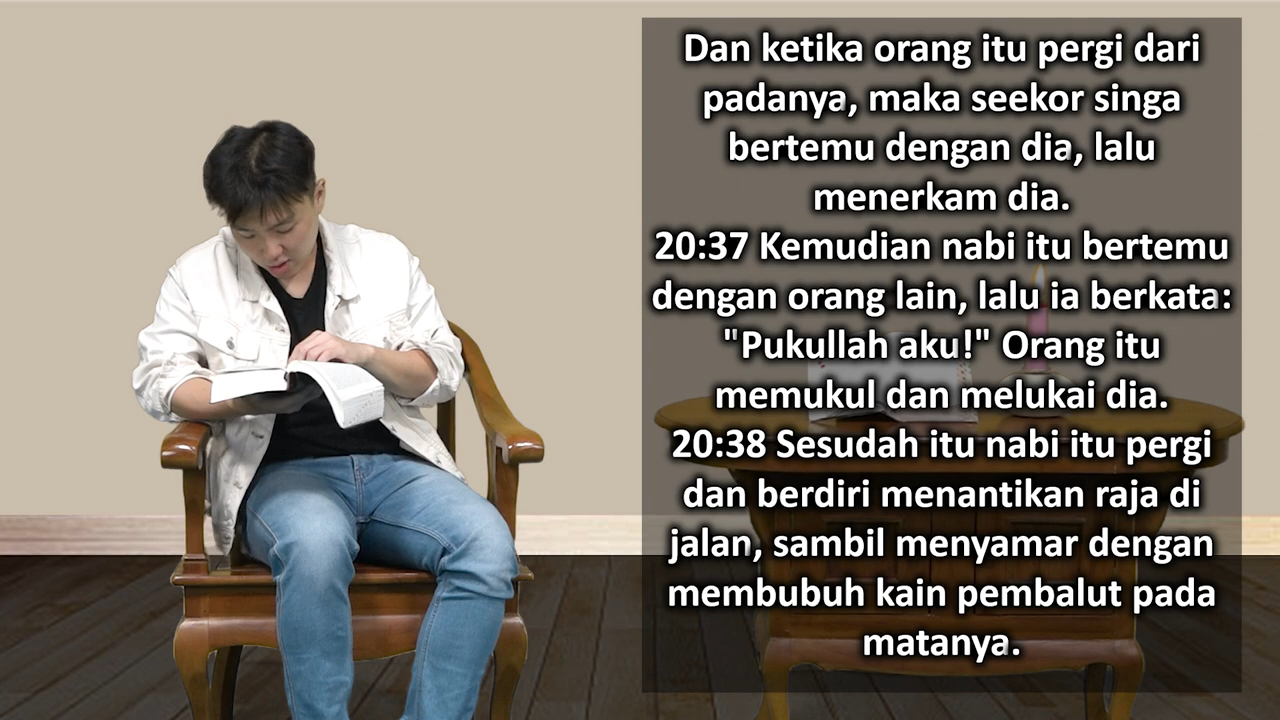 Dan ketika orang itu pergi dari
padanya, maka seekor singa
bertemu dengan dia, lalu
menerkam dia.
20:37 Kemudian nabi itu bertemu
dengan orang lain, lalu ia berkata:
"Pukullah aku!" Orang itu
memukul dan melukai dia.
20:38 Sesudah itu nabi itu pergi
dan berdiri menantikan raja di
jalan, sambil menyamar dengan
membubuh kain pembalut pada
matanya.